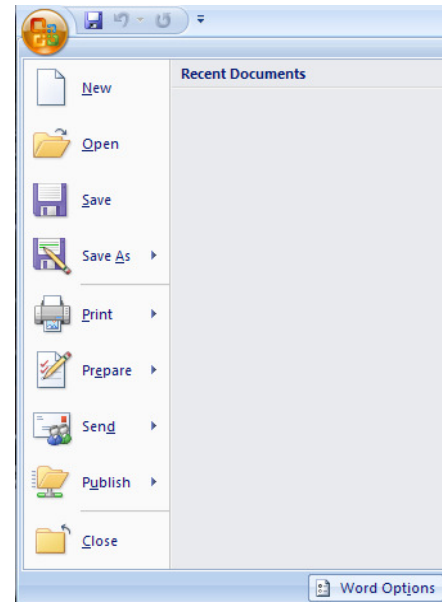 Recent Documents
New
Open
Save
Save As
Print
Prepare
Send
Publish
Close
Word Options